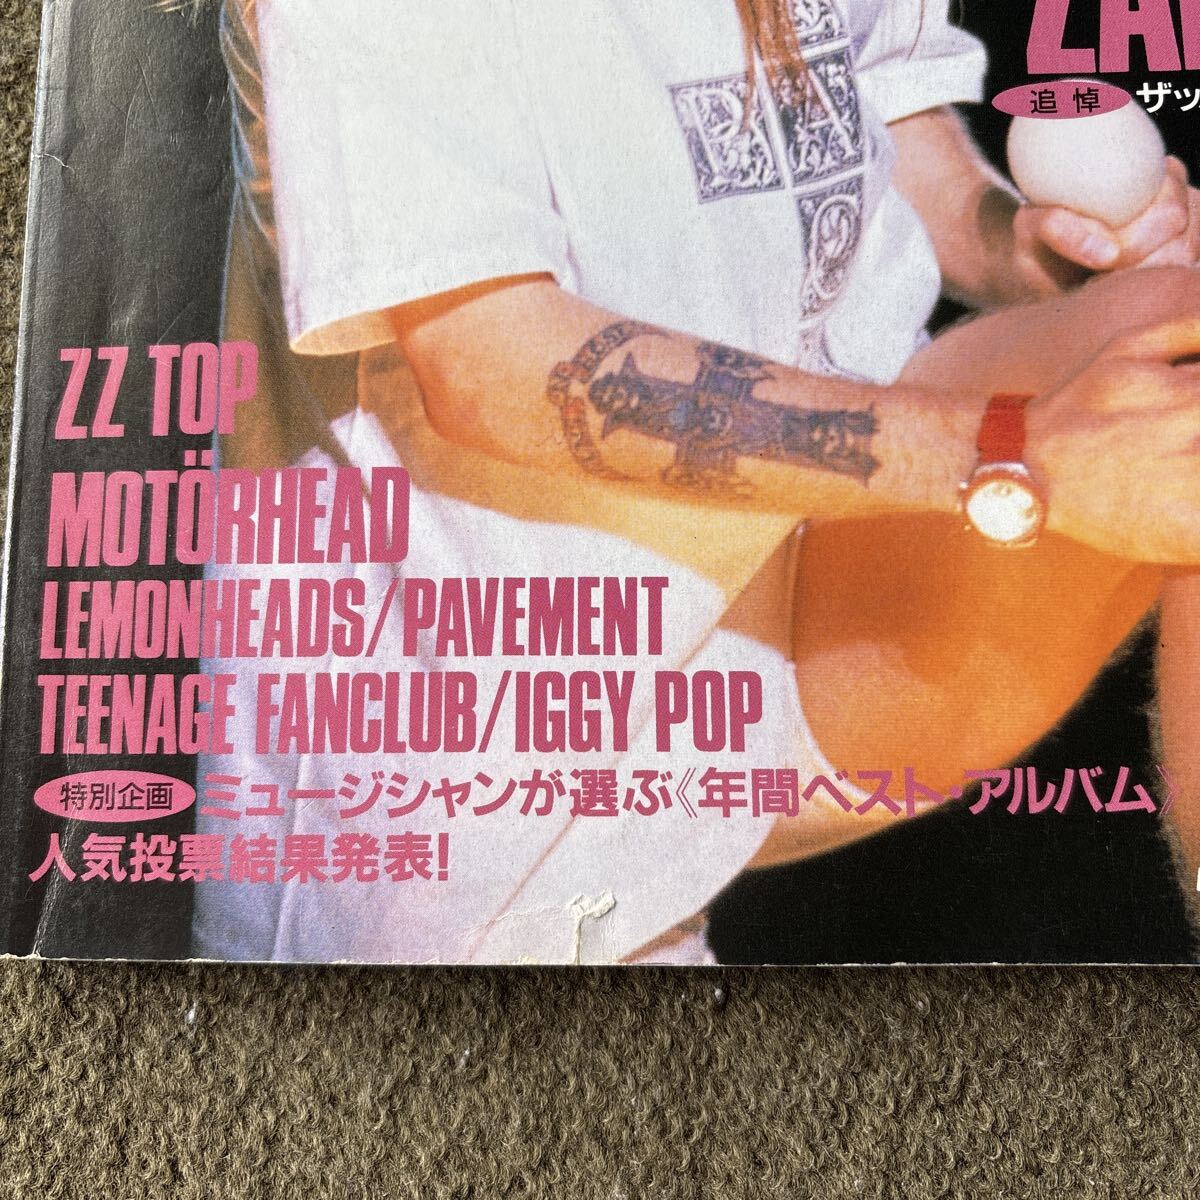 追悼 ザッ
ZZ TOP
MOTÖRHEAD
LEMONHEADS/PAVEMENT
TEENAGE FANCLUB/IGGY POP
特別企画 ミュージシャンが選ぶ《年間ベスト・アルバム》
人気投票結果発表!